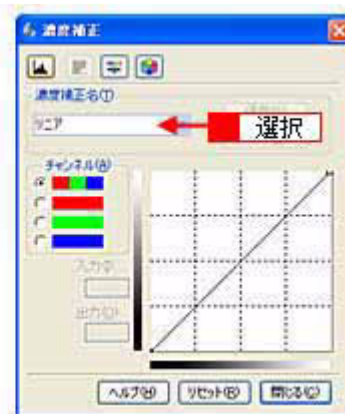 濃度補正
濃度補正名(T)
リニア
選択
チャンネル(A)
入力(I)
出力(O)
ヘルプ(H)
リセット(R)
閉じる(C)